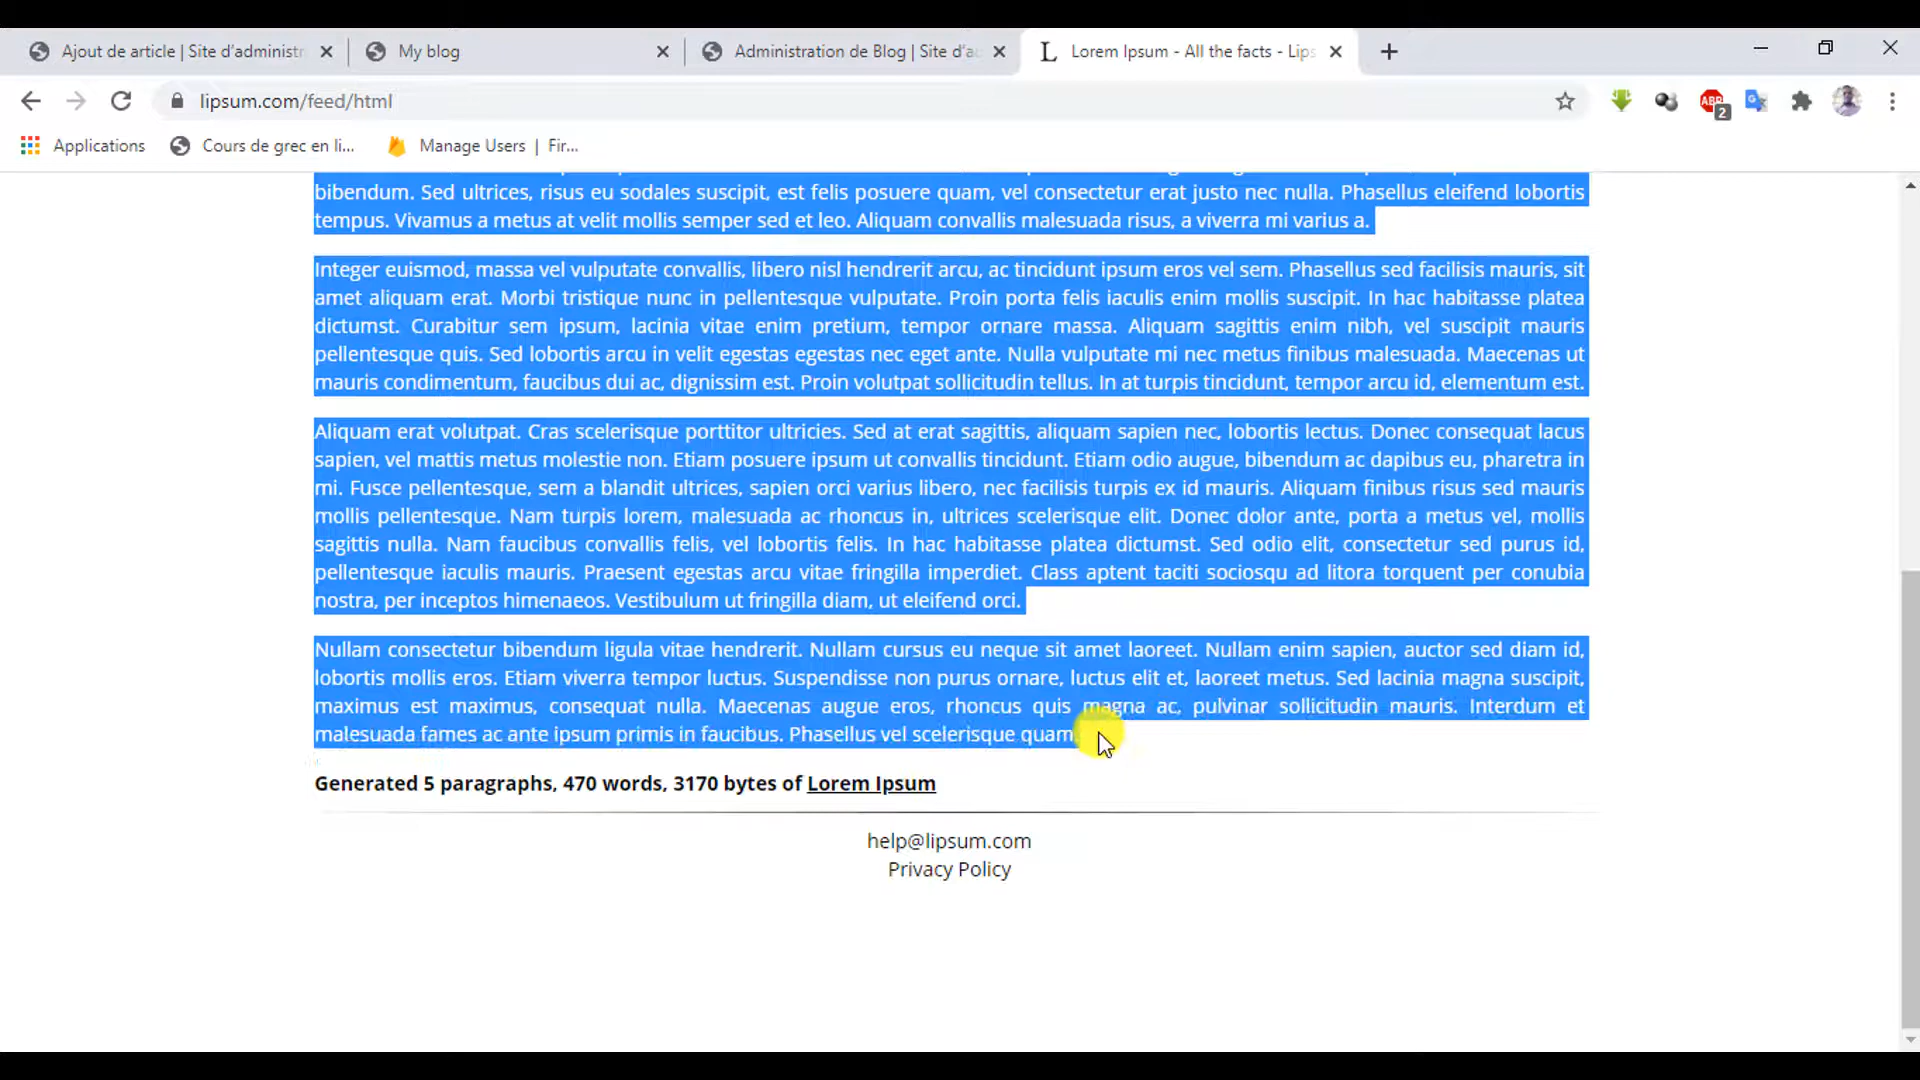 Ajout de article | Site d'administr
My blog
Administration de Blog | Site d'a
Lorem Ipsum - All the facts - Lips
lipsum.com/feed/html
ABP
2
Applications
Cours de grec en li...
Manage Users | Fir...
bibendum. Sed ultrices, risus eu sodales suscipit, est felis posuere quam, vel consectetur erat justo nec nulla. Phasellus eleifend lobortis
tempus. Vivamus a metus at velit mollis semper sed et leo. Aliquam convallis malesuada risus, a viverra mi varius a.
Integer euismod, massa vel vulputate convallis, libero nisl hendrerit arcu, ac tincidunt ipsum eros vel sem. Phasellus sed facilisis mauris, sit
amet aliquam erat. Morbi tristique nunc in pellentesque vulputate. Proin porta felis iaculis enim mollis suscipit. In hac habitasse platea
dictumst. Curabitur sem ipsum, lacinia vitae enim pretium, tempor ornare massa. Aliquam sagittis enim nibh, vel suscipit mauris
pellentesque quis. Sed lobortis arcu in velit egestas egestas nec eget ante. Nulla vulputate mi nec metus finibus malesuada. Maecenas ut
mauris condimentum, faucibus dui ac, dignissim est. Proin volutpat sollicitudin tellus. In at turpis tincidunt, tempor arcu id, elementum est.
Aliquam erat volutpat. Cras scelerisque porttitor ultricies. Sed at erat sagittis, aliquam sapien nec, lobortis lectus. Donec consequat lacus
sapien, vel mattis metus molestie non. Etiam posuere ipsum ut convallis tincidunt. Etiam odio augue, bibendum ac dapibus eu, pharetra in
mi. Fusce pellentesque, sem a blandit ultrices, sapien orci varius libero, nec facilisis turpis ex id mauris. Aliquam finibus risus sed mauris
mollis pellentesque. Nam turpis lorem, malesuada ac rhoncus in, ultrices scelerisque elit. Donec dolor ante, porta a metus vel, mollis
sagittis nulla. Nam faucibus convallis felis, vel lobortis felis. In hac habitasse platea dictumst. Sed odio elit, consectetur sed purus id,
pellentesque iaculis mauris. Praesent egestas arcu vitae fringilla imperdiet. Class aptent taciti sociosqu ad litora torquent per conubia
nostra, per inceptos himenaeos. Vestibulum ut fringilla diam, ut eleifend orci.
Nullam consectetur bibendum ligula vitae hendrerit. Nullam cursus eu neque sit amet laoreet. Nullam enim sapien, auctor sed diam id,
lobortis mollis eros. Etiam viverra tempor luctus. Suspendisse non purus ornare, luctus elit et, laoreet metus. Sed lacinia magna suscipit,
maximus est maximus, consequat nulla. Maecenas augue eros, rhoncus quis magna ac, pulvinar sollicitudin mauris. Interdum et
malesuada fames ac ante ipsum primis in faucibus. Phasellus vel scelerisque quam
Generated 5 paragraphs, 470 words, 3170 bytes of Lorem Ipsum
help@lipsum.com
Privacy Policy